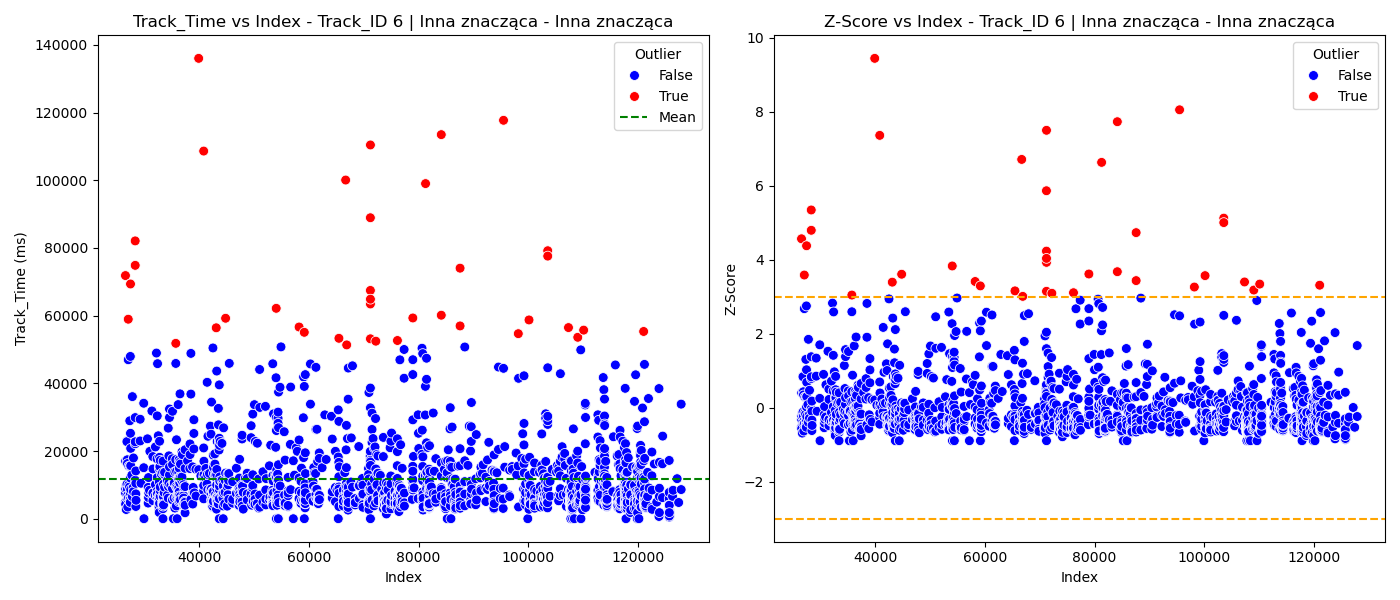 Track_Time vs Index - Track_ID 6 | Inna znacząca - Inna znacząca
140000
120000
100000
80000
60000
40000
20000
0
Track_Time (ms)
40000
60000
80000
100000
120000
Index
Outlier
False
True
Mean
Z-Score vs Index - Track_ID 6 | Inna znacząca - Inna znacząca
10
8
6
4
2
0
−2
Z-Score
40000
60000
80000
100000
120000
Index
Outlier
False
True